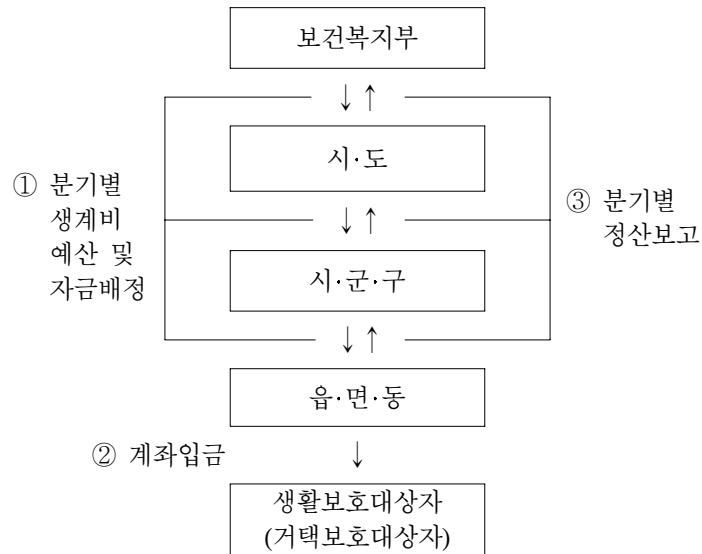 보건복지부
↓ ↑
시·도
① 분기별
생계비
예산 및
자금배정
↓ ↑
③ 분기별
정산보고
시·군·구
↓ ↑
읍·면·동
② 계좌입금
↓
생활보호대상자
(거택보호대상자)